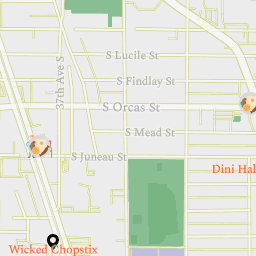 S Lucile St
37th Ave S
S Findlay St
S Orcas St
S Mead St
S Juneau St
Dini Hal
Wicked Chopstix